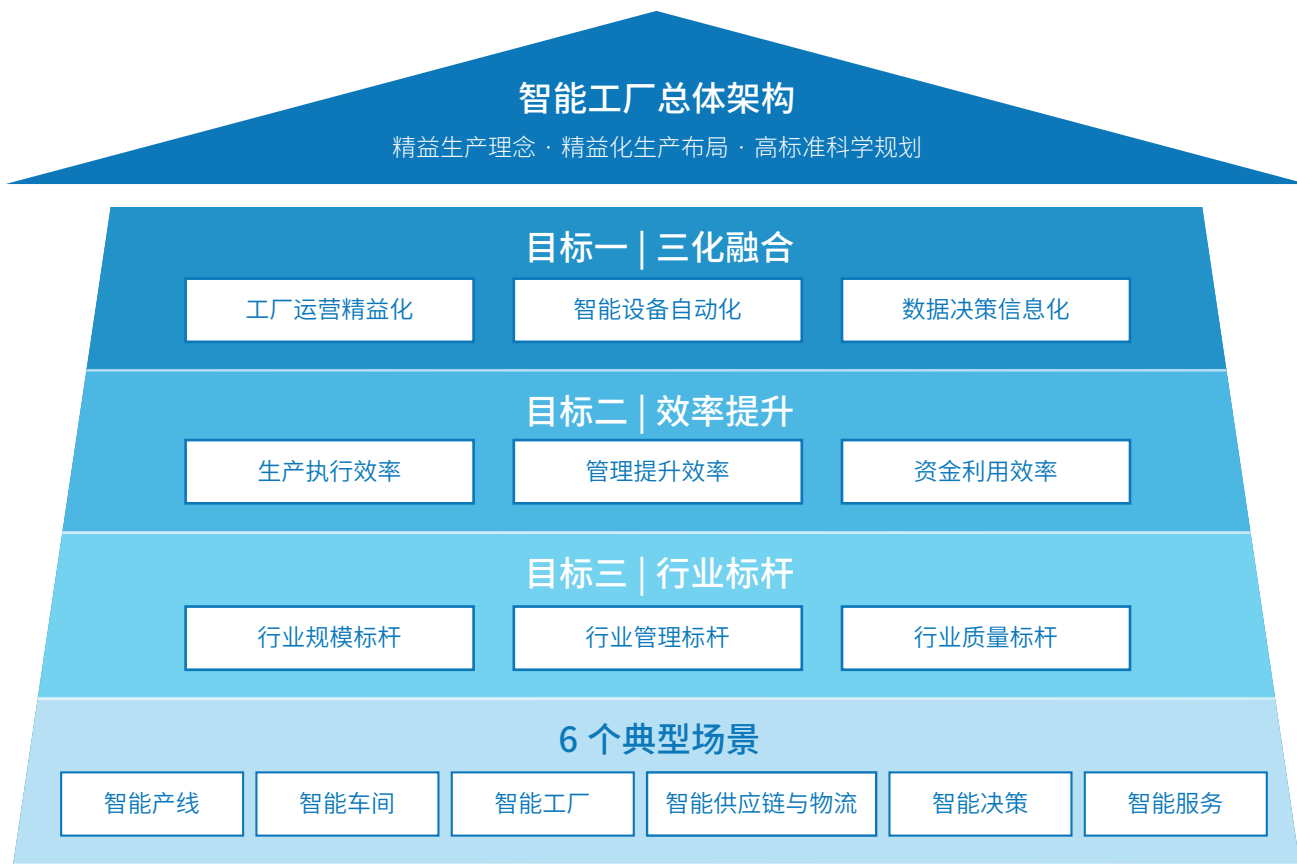 智能工厂总体架构
精益生产理念 · 精益化生产布局 · 高标准科学规划
目标一 | 三化融合
工厂运营精益化 智能设备自动化 数据决策信息化
目标二 | 效率提升
生产执行效率 管理提升效率 资金利用效率
目标三 | 行业标杆
行业规模标杆 行业管理标杆 行业质量标杆
6 个典型场景
智能产线 智能车间 智能工厂 智能供应链与物流 智能决策 智能服务